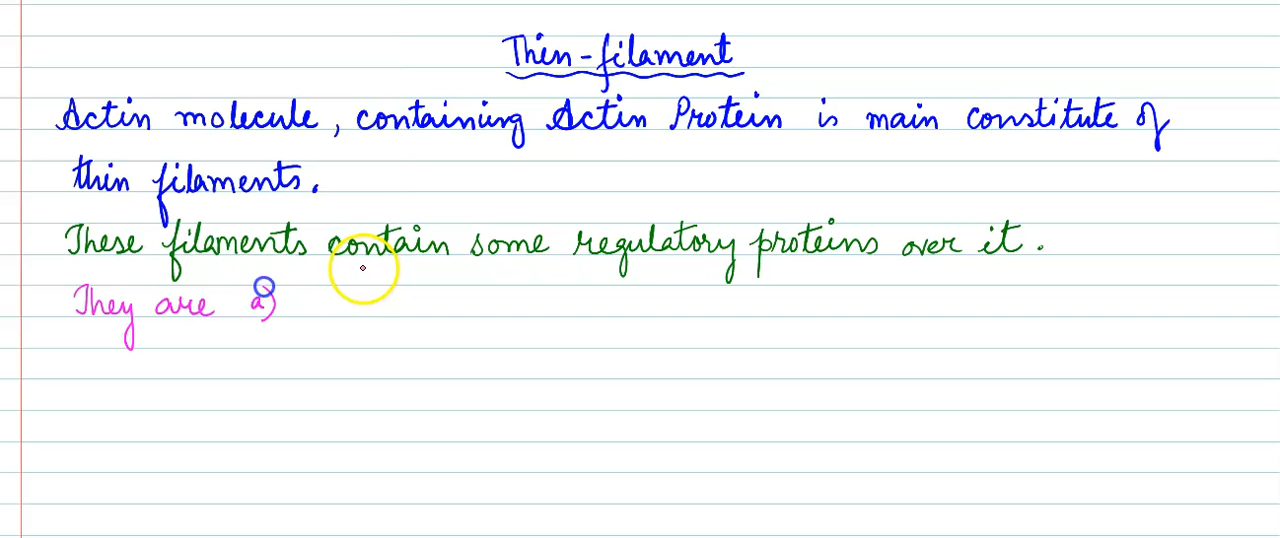 Thin-filament
Actin molecule, containing Actin Protein is main constitute of
thin filaments.
These filaments contain some regulatory proteins over it.
They are a)